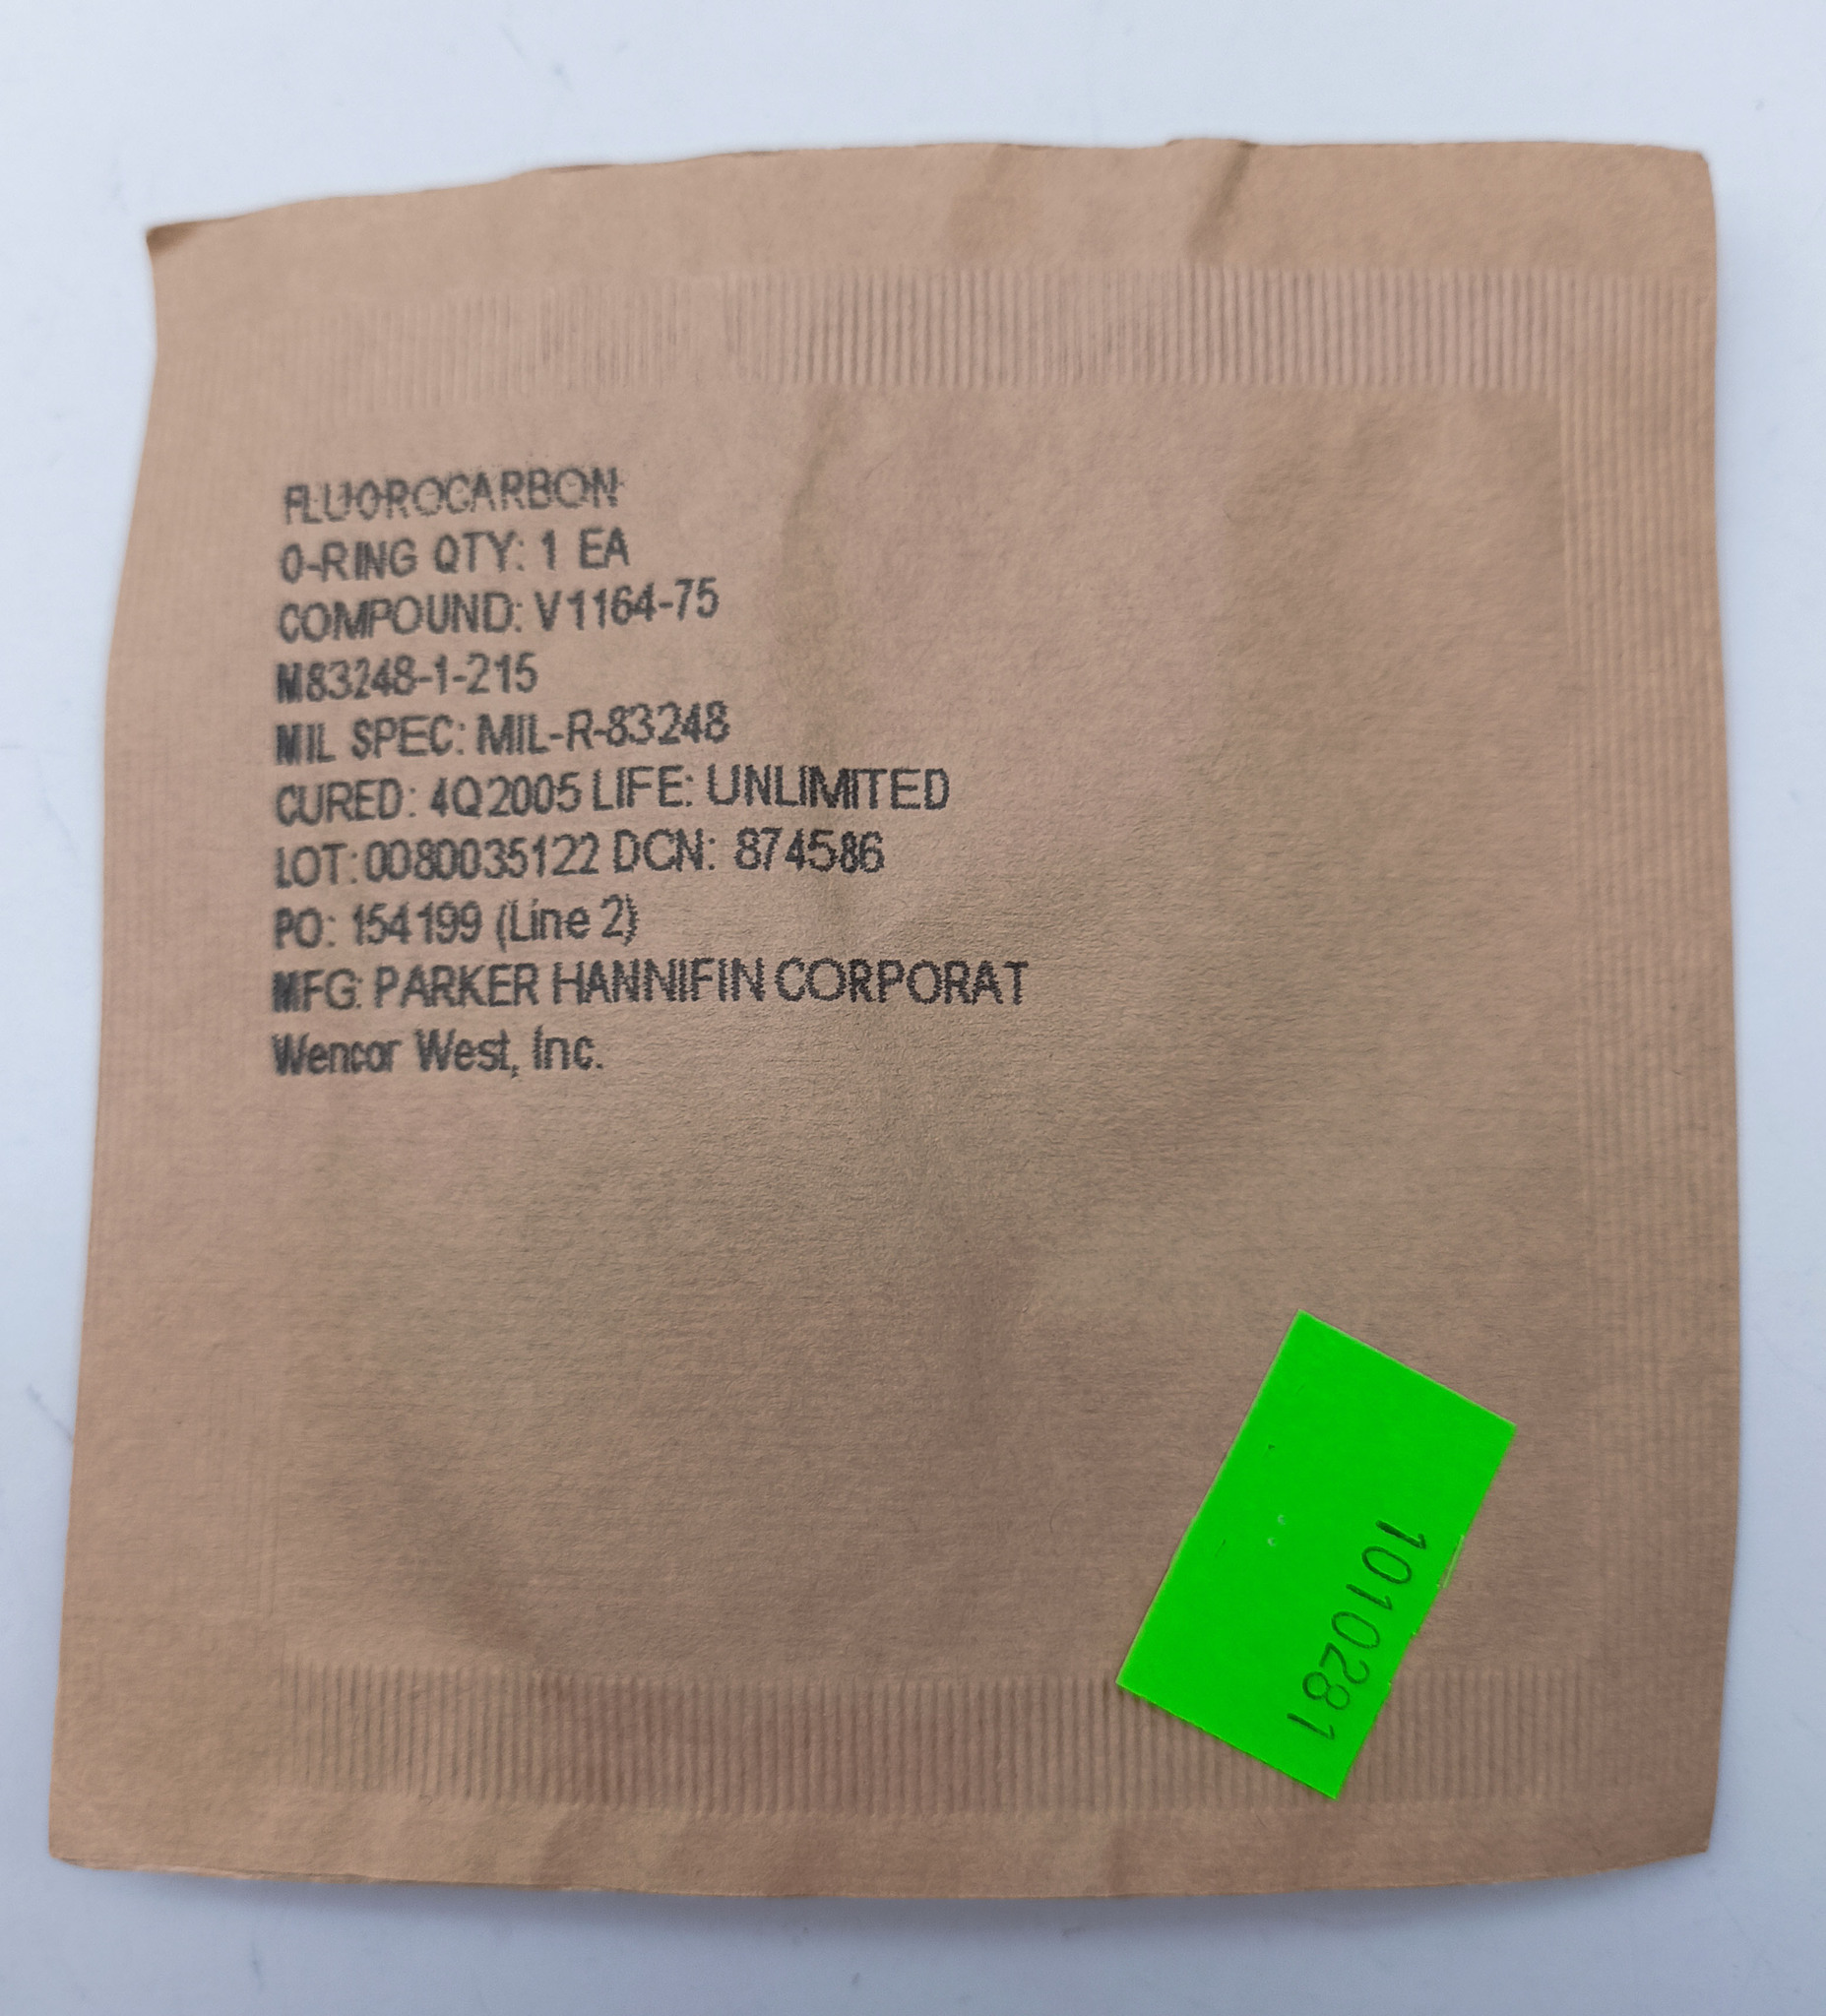 FLUOROCARBON
O-RING QTY: 1 EA
COMPOUND: V1164-75
M83248-1-215
MIL SPEC: MIL-R-83248
CURED: 4Q2005 LIFE: UNLIMITED
LOT: 0080035122 DCN: 874586
PO: 154199 (Line 2)
MFG: PARKER HANNIFIN CORPORAT
Wencor West, Inc.
1010281